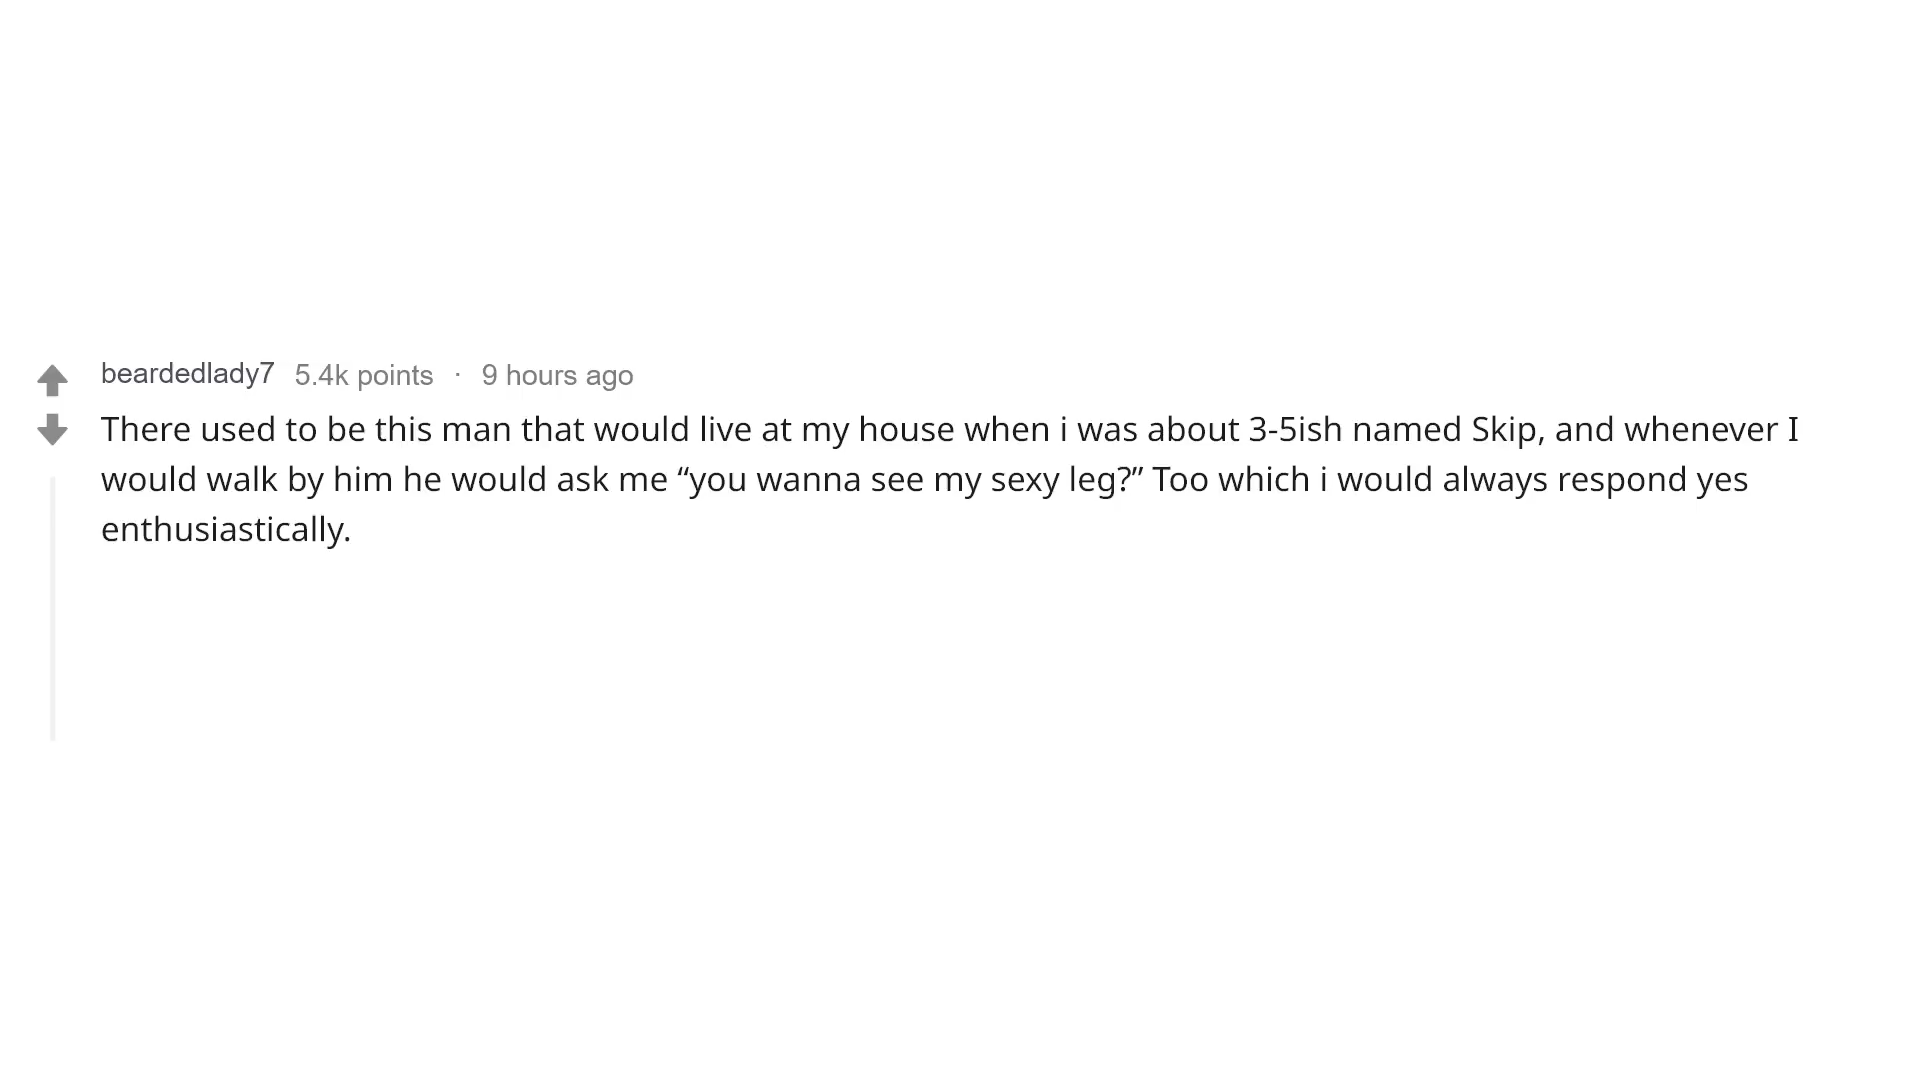 beardedlady7 5.4k points · 9 hours ago
There used to be this man that would live at my house when i was about 3-5ish named Skip, and whenever I
would walk by him he would ask me “you wanna see my sexy leg?” Too which i would always respond yes
enthusiastically.